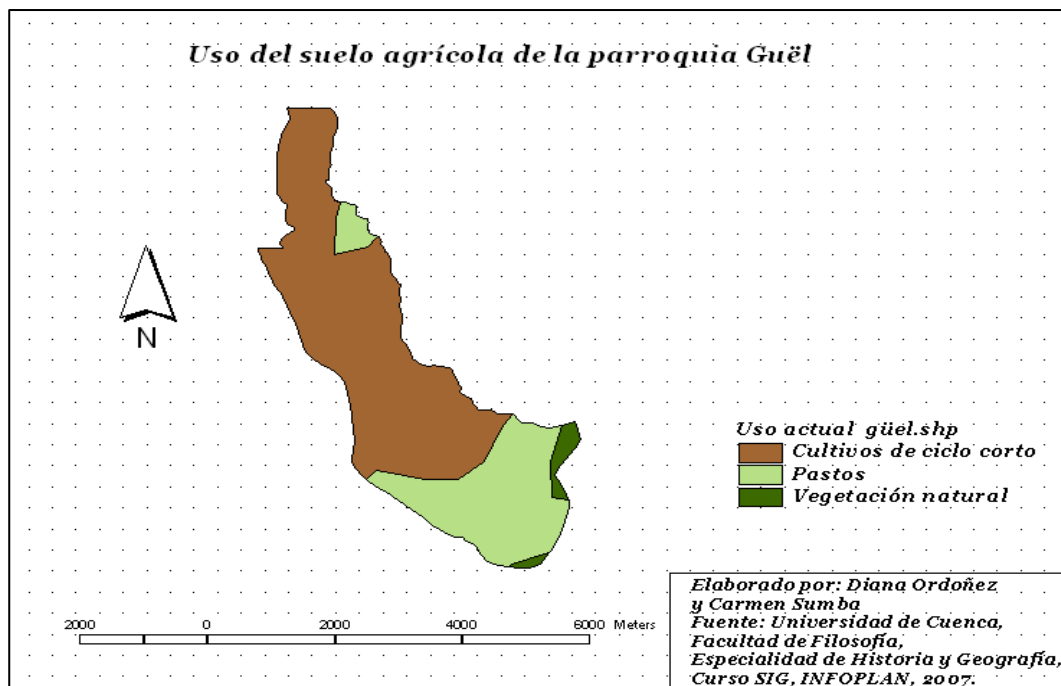 Uso del suelo agrícola de la parroquia Guël
N
Uso actual güel.shp
Cultivos de ciclo corto
Pastos
Vegetación natural
2000 0 2000 4000 6000 Meters
Elaborado por: Diana Ordoñez
y Carmen Sumba
Fuente: Universidad de Cuenca,
Facultad de Filosofía,
Especialidad de Historia y Geografía,
Curso SIG, INFOPLAN, 2007.